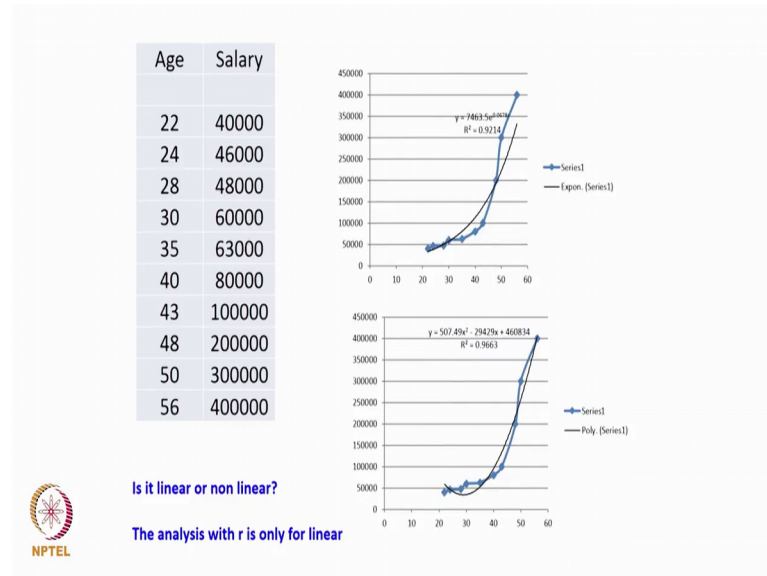 Age Salary
22 40000
24 46000
28 48000
30 60000
35 63000
40 80000
43 100000
48 200000
50 300000
56 400000
Is it linear or non linear?
The analysis with r is only for linear
NPTEL
450000
400000
350000
300000
250000
200000
150000
100000
50000
0
0 10 20 30 40 50 60
R² = 0.9214
Series1
Expon. (Series1)
450000
400000
350000
300000
250000
200000
150000
100000
50000
0
0 10 20 30 40 50 60
y = 507.49x² - 29429x + 460834
R² = 0.9663
Series1
Poly. (Series1)